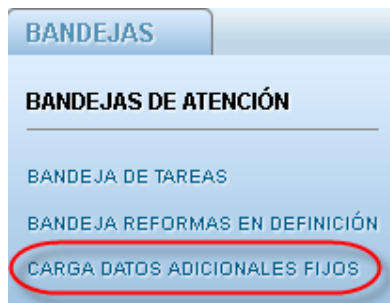 BANDEJAS
BANDEJAS DE ATENCIÓN
BANDEJA DE TAREAS
BANDEJA REFORMAS EN DEFINICIÓN
CARGA DATOS ADICIONALES FIJOS